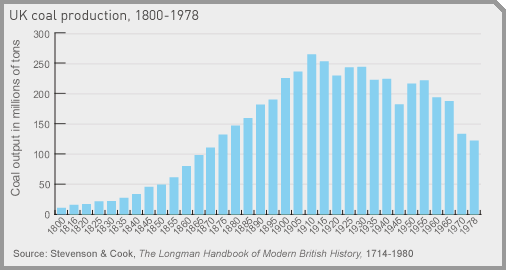 UK coal production, 1800-1978
Coal output in millions of tons
300
250
200
150
100
50
0
1800 1816 1820 1825 1830 1835 1840 1845 1850 1855 1860 1865 1870 1875 1880 1885 1890 1895 1900 1905 1910 1915 1920 1925 1930 1935 1940 1945 1950 1955 1960 1965 1970 1978
Source: Stevenson & Cook, The Longman Handbook of Modern British History, 1714-1980